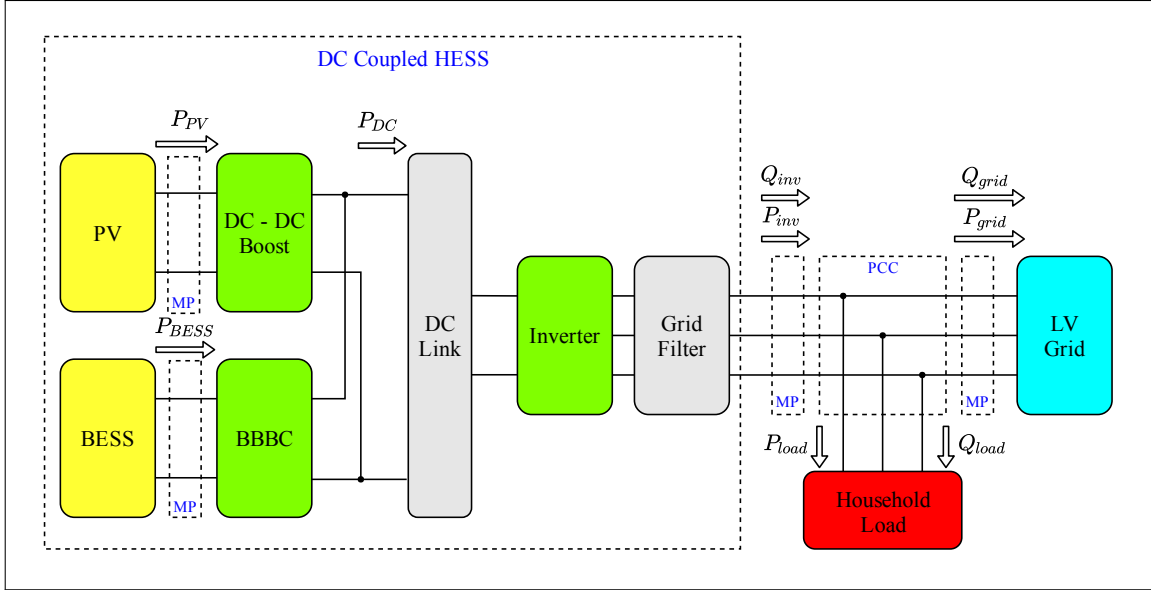 DC Coupled HESS
P_PV
P_DC
PV
MP
DC - DC
Boost
P_BESS
BESS
MP
BBBC
DC
Link
Inverter
Grid
Filter
Q_inv
P_inv
MP
PCC
Q_grid
P_grid
MP
LV
Grid
P_load
Q_load
Household
Load